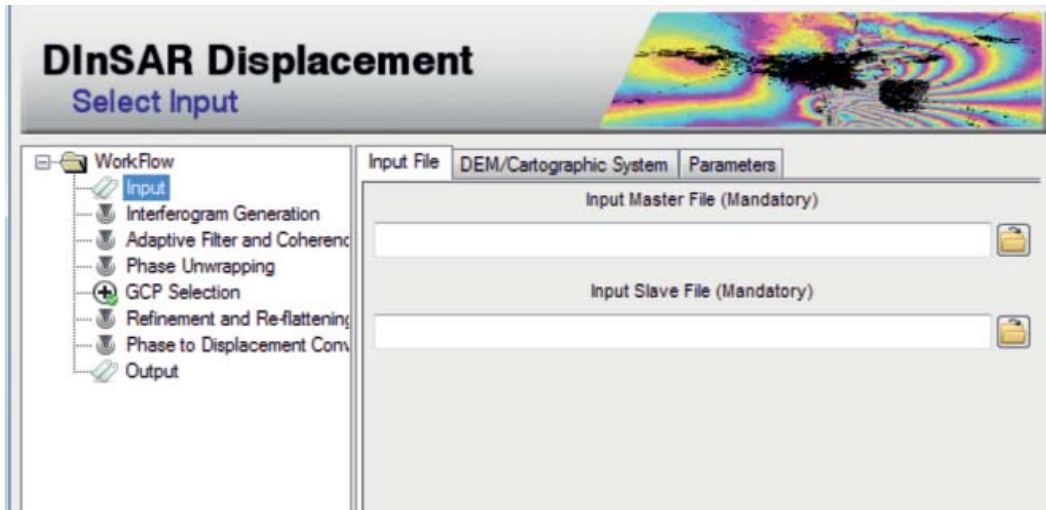 DInSAR Displacement
Select Input
WorkFlow
Input
Interferogram Generation
Adaptive Filter and Coherenc
Phase Unwrapping
GCP Selection
Refinement and Re-flattening
Phase to Displacement Conv
Output
Input File
DEM/Cartographic System
Parameters
Input Master File (Mandatory)
Input Slave File (Mandatory)